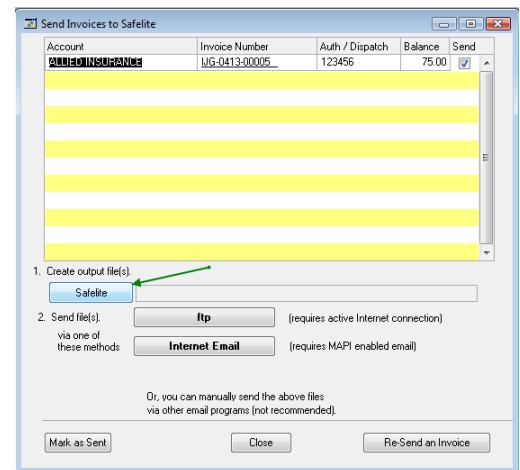 Send Invoices to Safelite
Account Invoice Number Auth / Dispatch Balance Send
ALLIED INSURANCE IJG-0413-00005 123456 75.00
1. Create output file(s).
Safelite
2. Send file(s). ftp (requires active Internet connection)
via one of
these methods Internet Email (requires MAPI enabled email)
Or, you can manually send the above files
via other email programs (not recommended).
Mark as Sent Close Re-Send an Invoice